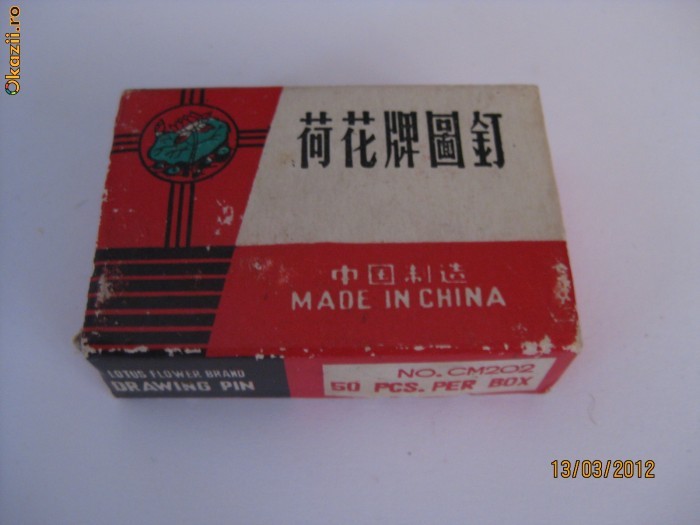 Okazii.ro
荷花牌圖釘
中国制造
MADE IN CHINA
LOTUS FLOWER BRAND
DRAWING PIN
NO. CM202
50 PCS. PER BOX
13/03/2012